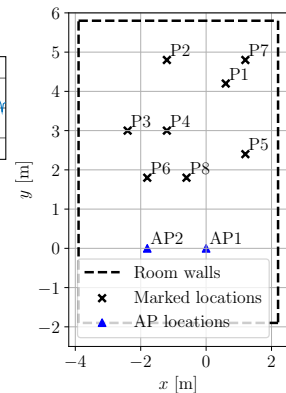 6
P2
P7
5
P1
4
P3
P4
3
P5
2
P6
P8
1
AP2
AP1
0
Room walls
−1
Marked locations
AP locations
−2
−4
−2
0
2
x [m]
y [m]